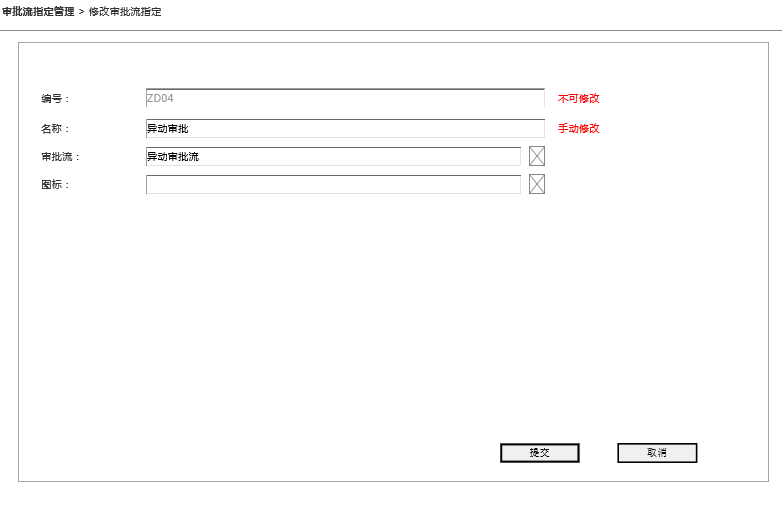 审批流指定管理 > 修改审批流指定
编号： ZD04 不可修改
名称： 异动审批 手动修改
审批流： 异动审批流
图标：
提交 取消